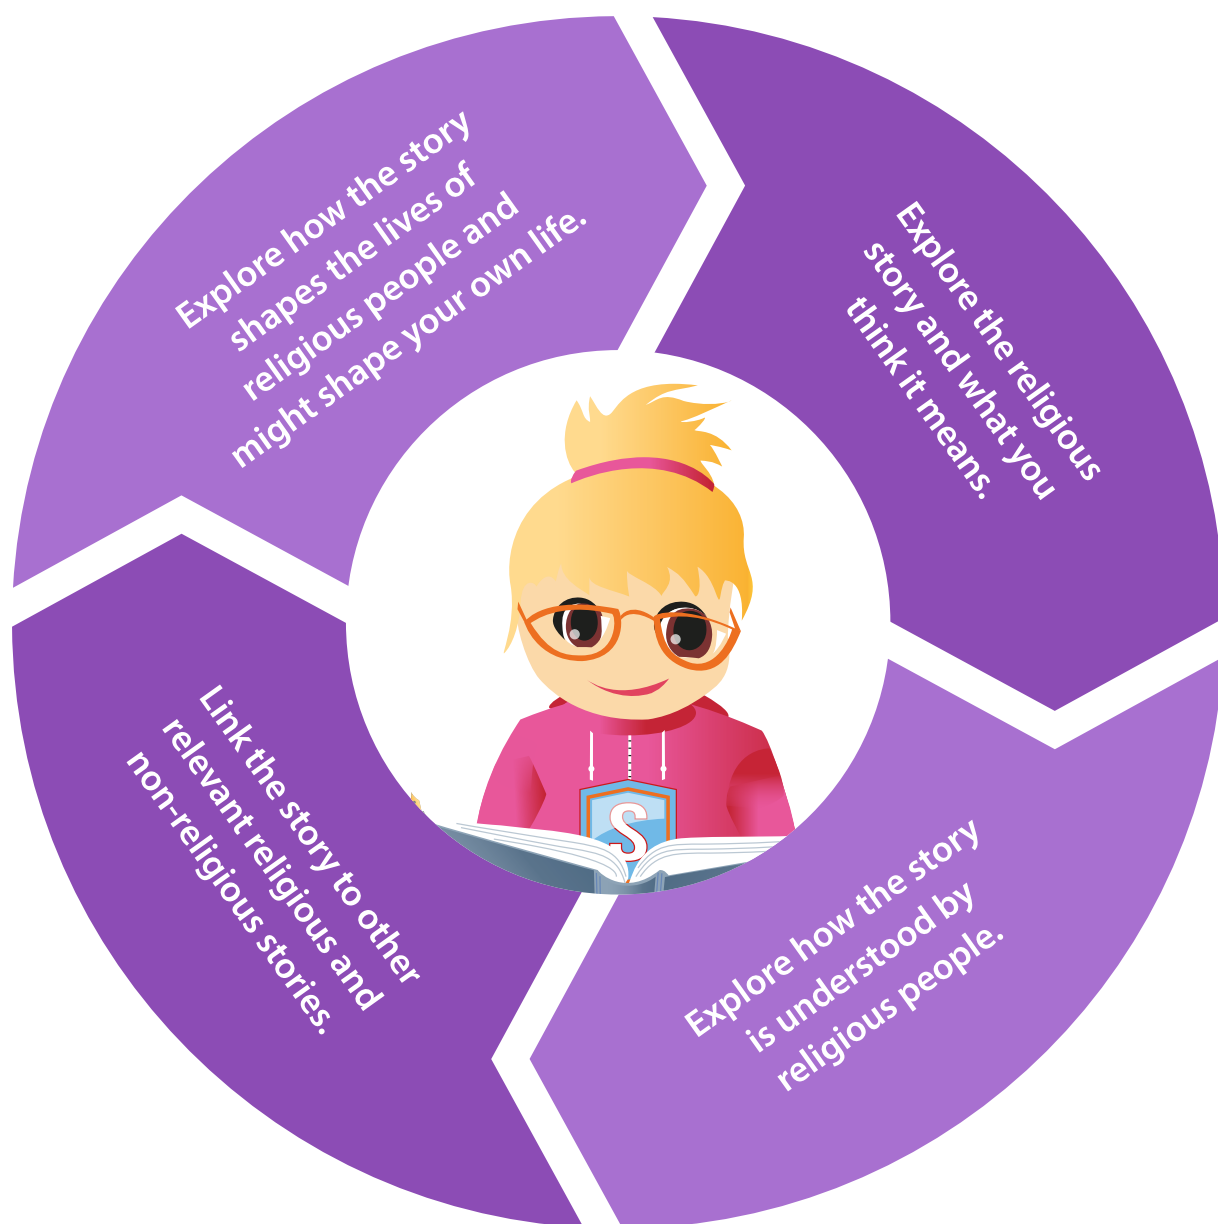 Explore the religious
story and what you
think it means.
Explore how the story
is understood by
religious people.
Link the story to other
relevant religious and
non-religious stories.
Explore how the story
shapes the lives of
religious people and
might shape your own life.
S